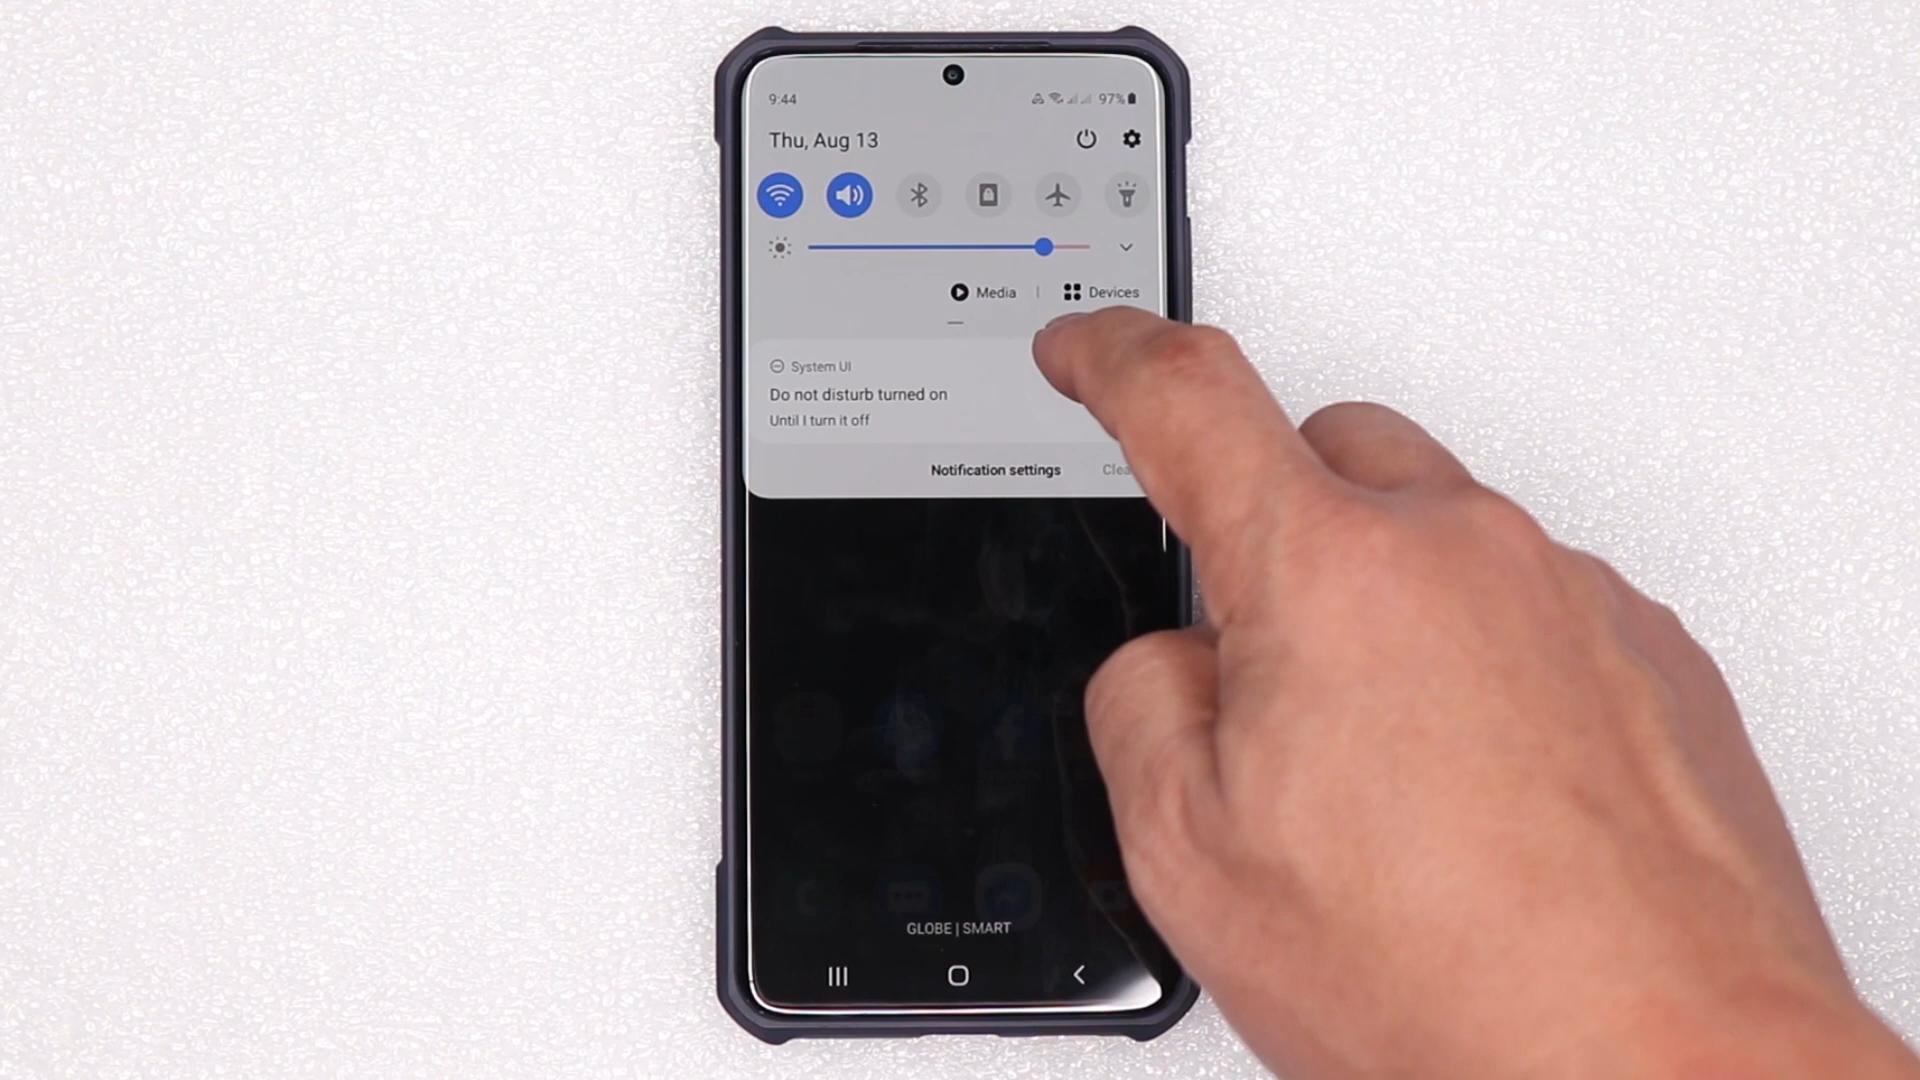 9:44 97%
Thu, Aug 13
Media | Devices
System UI
Do not disturb turned on
Until I turn it off
Notification settings
GLOBE | SMART